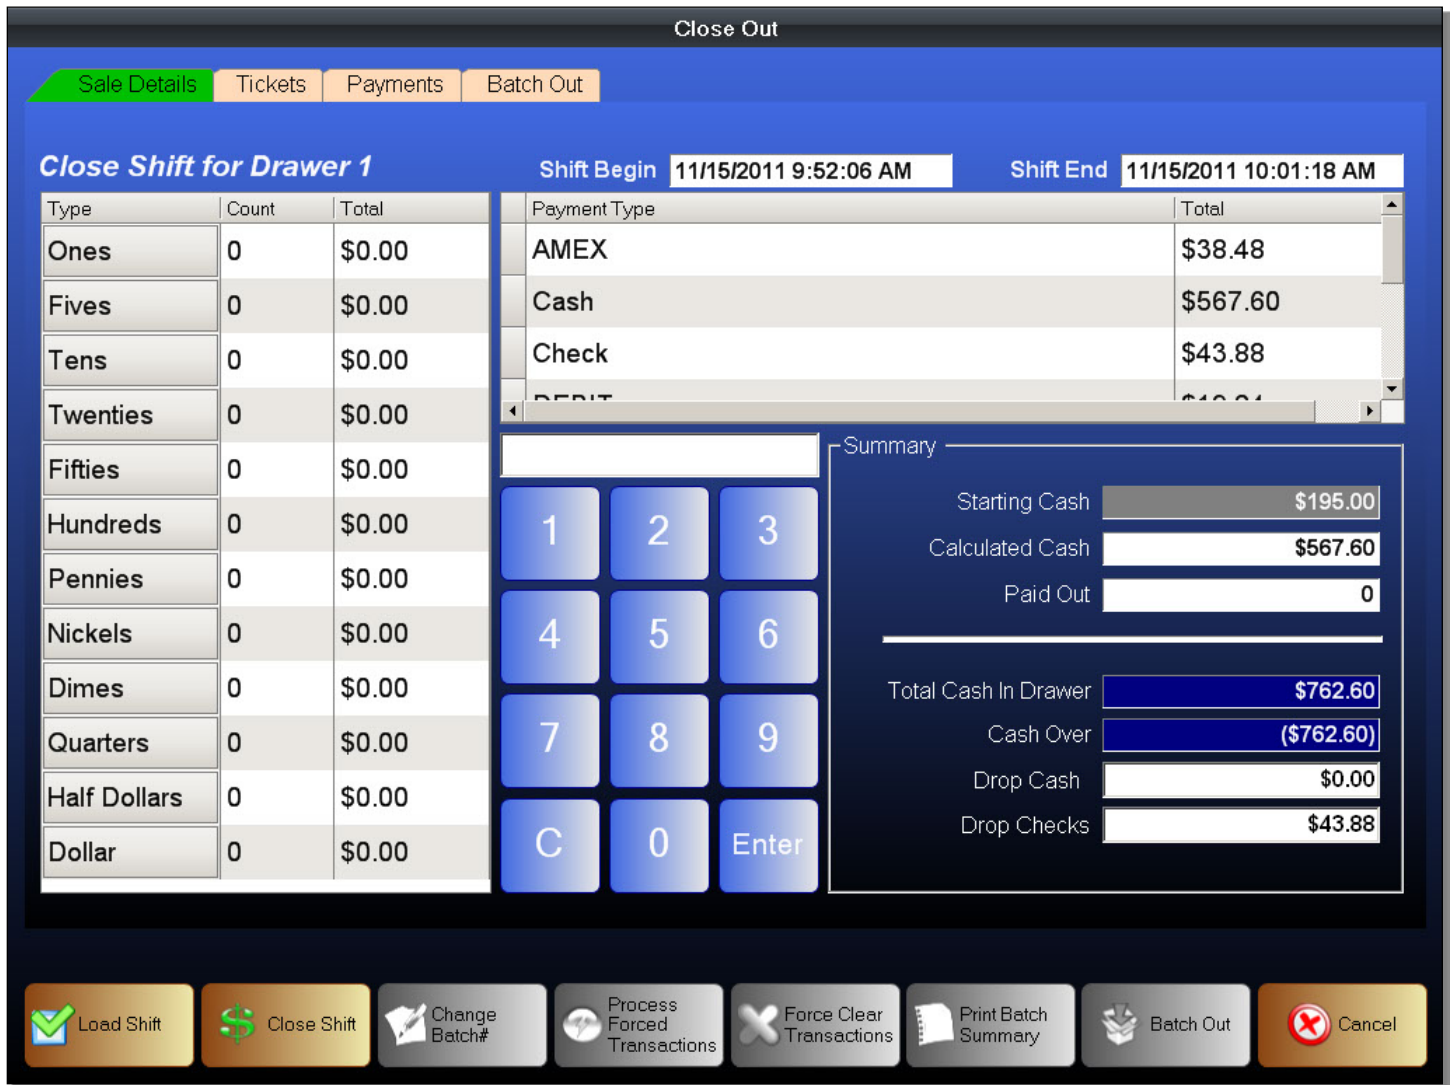 Close Out
Sale Details Tickets Payments Batch Out
Close Shift for Drawer 1 Shift Begin 11/15/2011 9:52:06 AM Shift End 11/15/2011 10:01:18 AM
Type Count Total
Ones 0 $0.00
Fives 0 $0.00
Tens 0 $0.00
Twenties 0 $0.00
Fifties 0 $0.00
Hundreds 0 $0.00
Pennies 0 $0.00
Nickels 0 $0.00
Dimes 0 $0.00
Quarters 0 $0.00
Half Dollars 0 $0.00
Dollar 0 $0.00
Payment Type Total
AMEX $38.48
Cash $567.60
Check $43.88
DEBIT
1 2 3
4 5 6
7 8 9
C 0 Enter
Summary
Starting Cash $195.00
Calculated Cash $567.60
Paid Out 0
Total Cash In Drawer $762.60
Cash Over ($762.60)
Drop Cash $0.00
Drop Checks $43.88
Load Shift
Close Shift
Change
Batch#
Process
Forced
Transactions
Force Clear
Transactions
Print Batch
Summary
Batch Out
Cancel